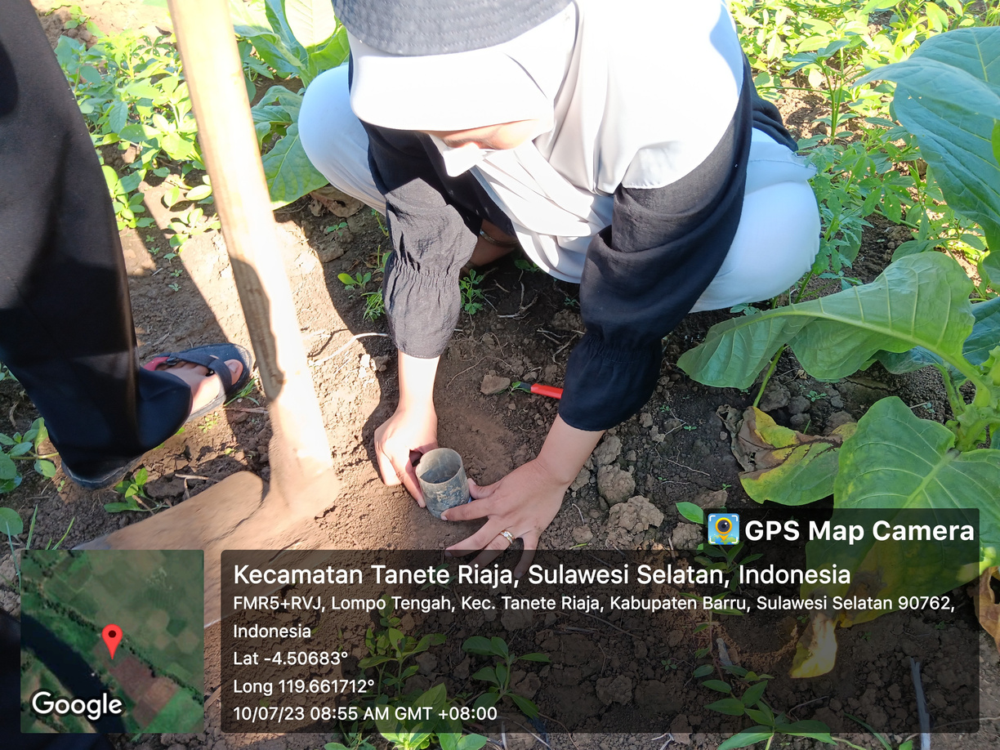 GPS Map Camera
Kecamatan Tanete Riaja, Sulawesi Selatan, Indonesia
FMR5+RVJ, Lompo Tengah, Kec. Tanete Riaja, Kabupaten Barru, Sulawesi Selatan 90762,
Indonesia
Lat -4.50683°
Long 119.661712°
10/07/23 08:55 AM GMT +08:00
Google